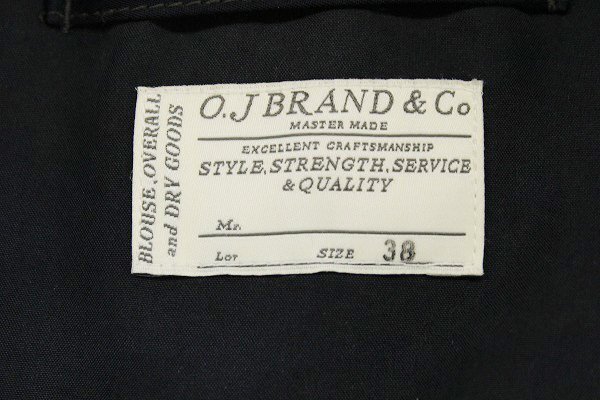 BLOUSE, OVERALL
and DRY GOODS
O.J BRAND & Co
MASTER MADE
EXCELLENT CRAFTSMANSHIP
STYLE, STRENGTH, SERVICE
& QUALITY
Mr.
Lot SIZE 38